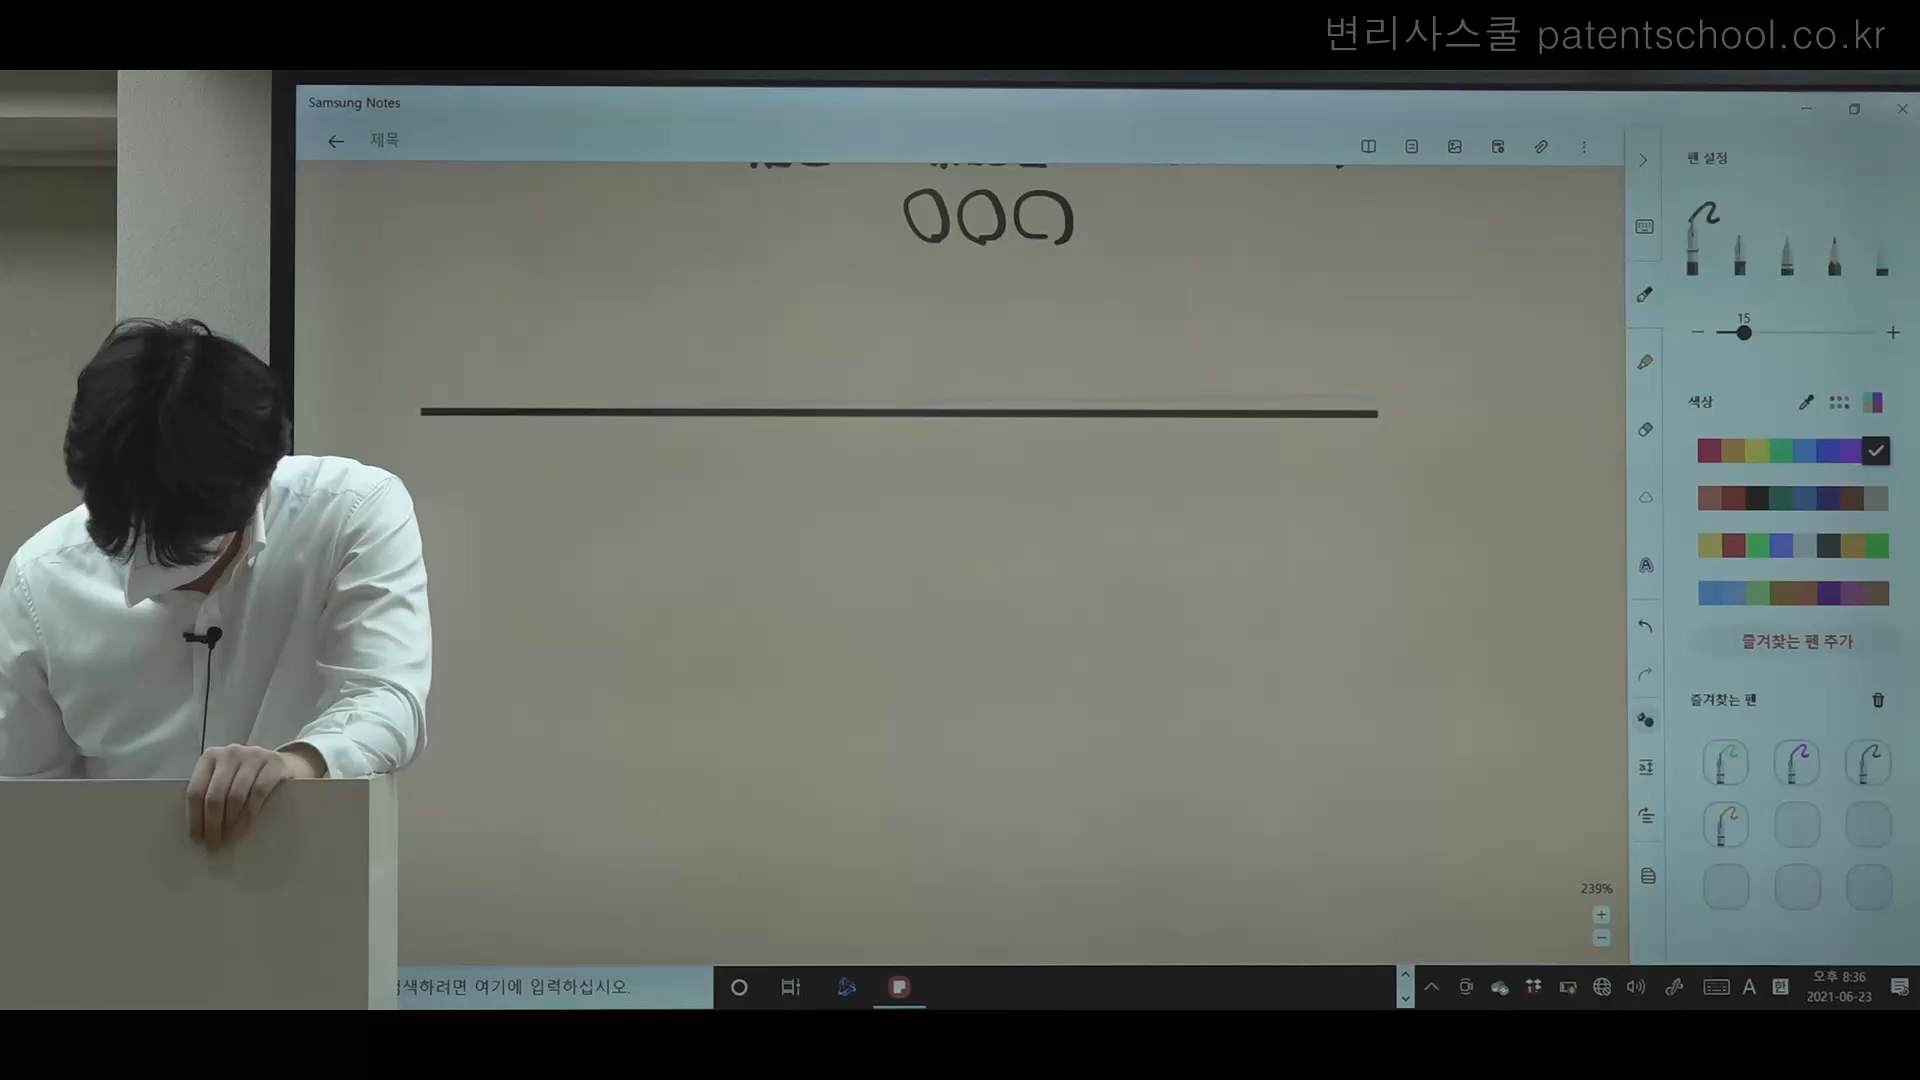 변리사스쿨 patentschool.co.kr
Samsung Notes
제목
펜 설정
OOO
15
색상
즐겨찾는 펜 추가
즐겨찾는 펜
239%
검색하려면 여기에 입력하십시오.
A
한
오후 8:36
2021-06-23